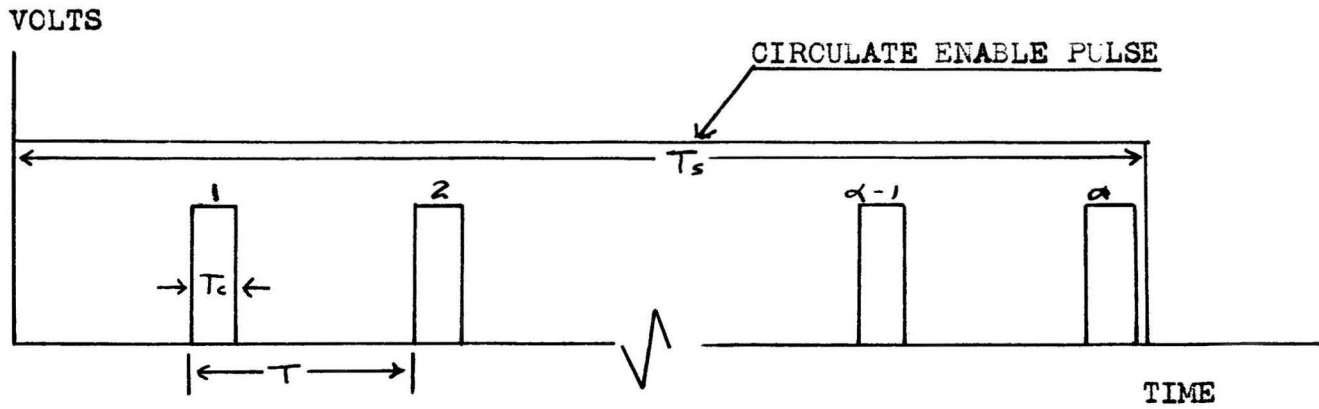 VOLTS
CIRCULATE ENABLE PULSE
Ts
1
2
α-1
α
Tc
T
TIME